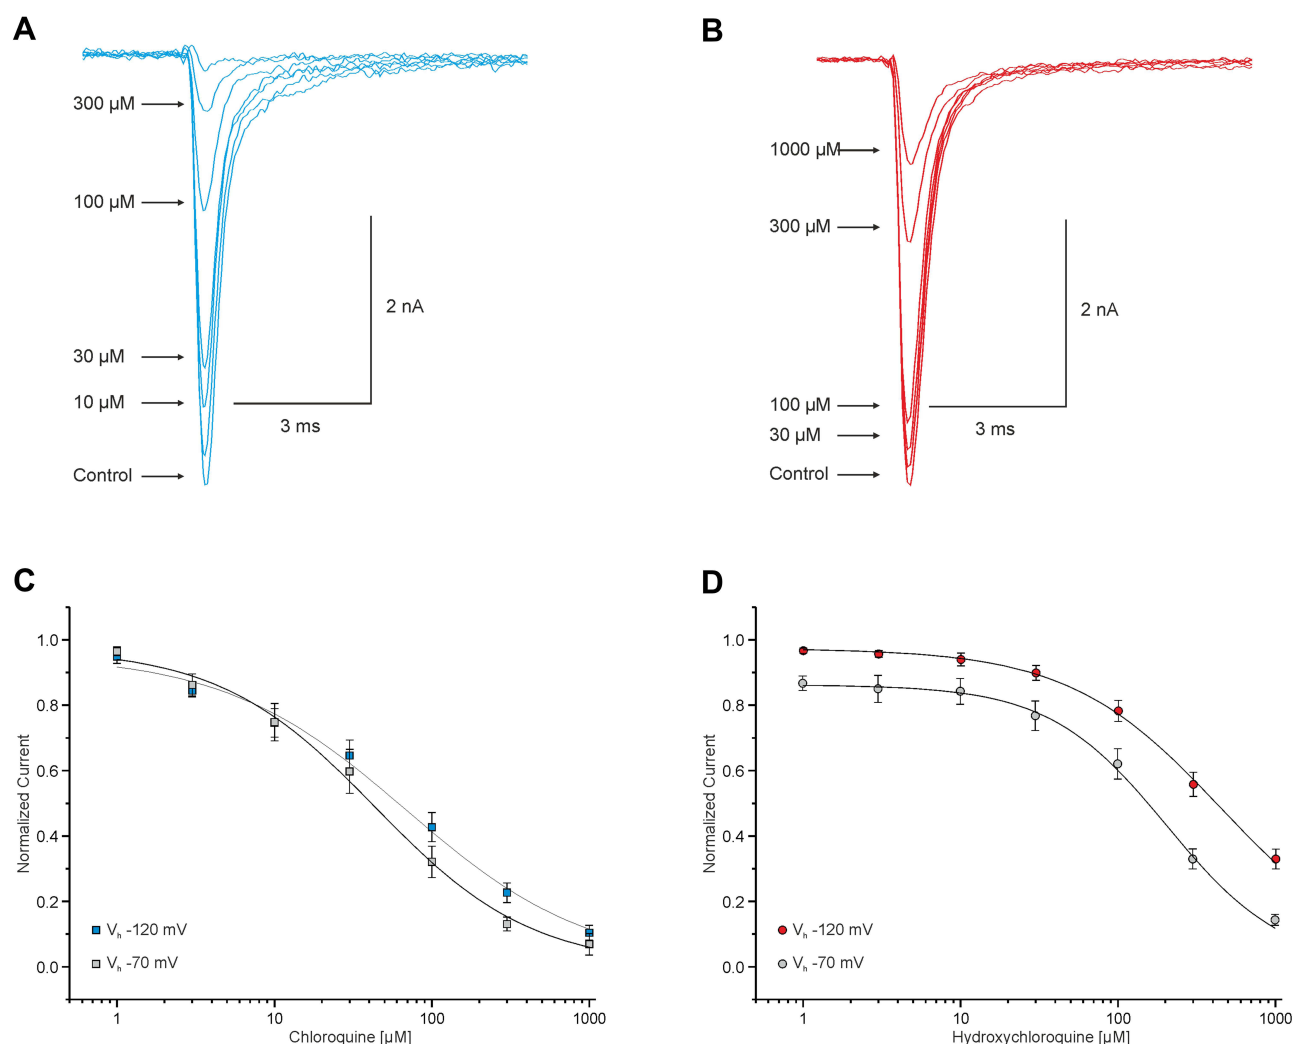 A
300 µM
100 µM
30 µM
10 µM
Control
2 nA
3 ms
B
1000 µM
300 µM
100 µM
30 µM
Control
2 nA
3 ms
C
Normalized Current
1.0
0.8
0.6
0.4
0.2
0.0
Vh -120 mV
Vh -70 mV
1 10 100 1000
Chloroquine [µM]
D
Normalized Current
1.0
0.8
0.6
0.4
0.2
0.0
Vh -120 mV
Vh -70 mV
1 10 100 1000
Hydroxychloroquine [µM]